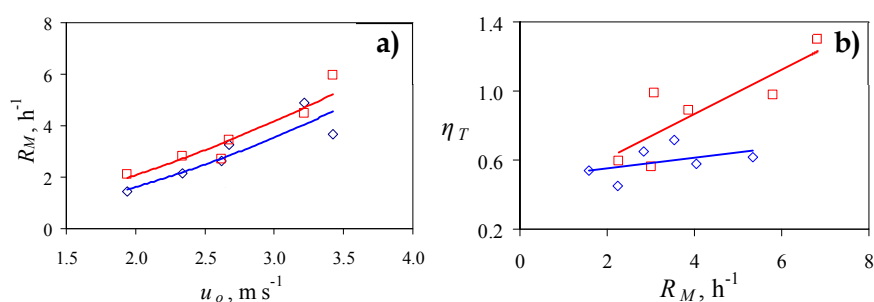 8
6
4
2
0
R_M, h⁻¹
a)
1.5 2.0 2.5 3.0 3.5 4.0
u_o, m s⁻¹
1.4
1.0
0.6
0.2
η_T
b)
0 2 4 6 8
R_M, h⁻¹